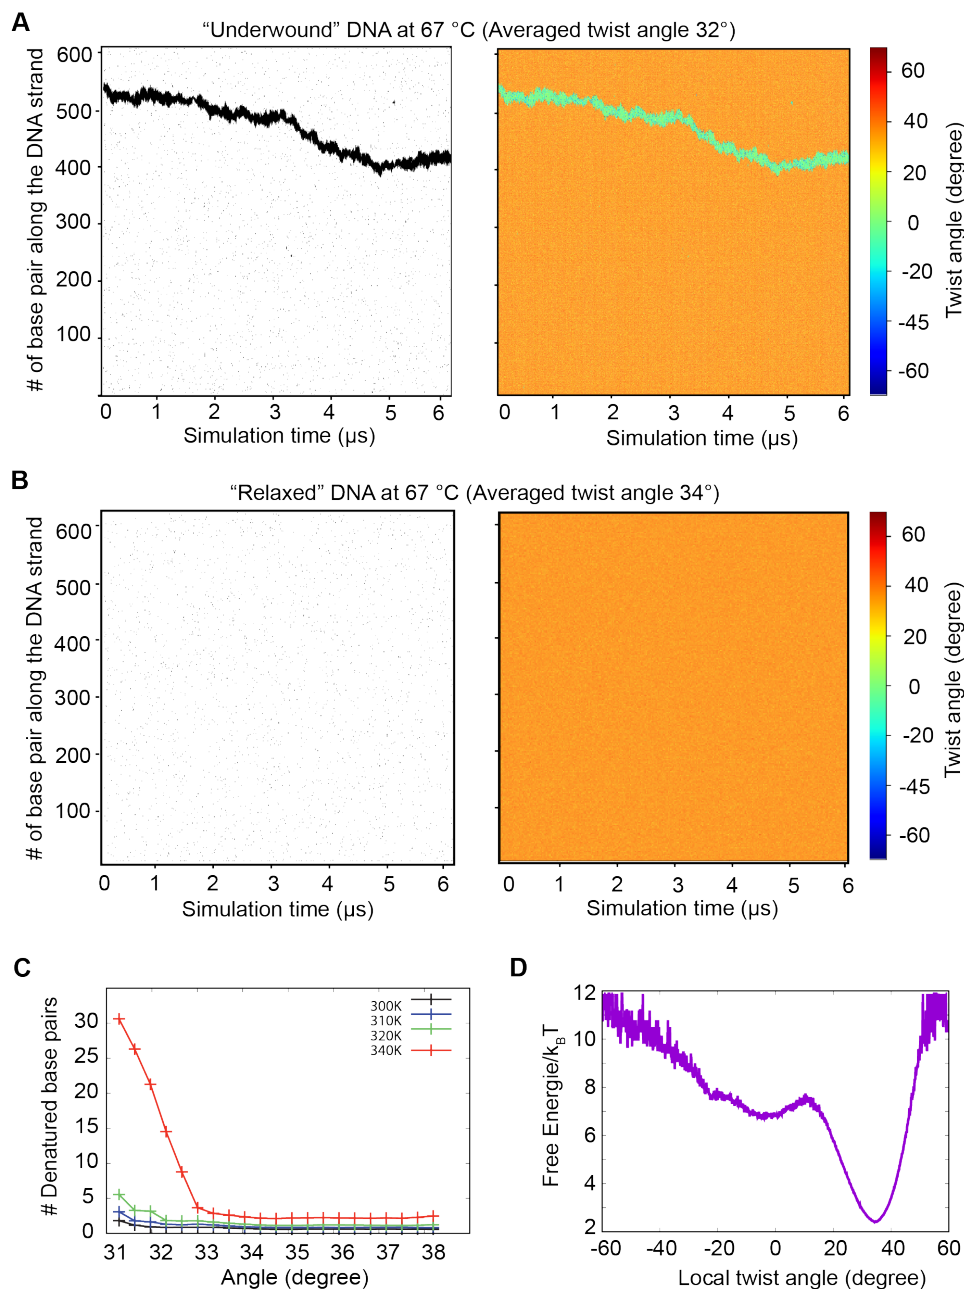 A
“Underwound” DNA at 67 °C (Averaged twist angle 32°)
# of base pair along the DNA strand
600
500
400
300
200
100
0 1 2 3 4 5 6
Simulation time (µs)
0 1 2 3 4 5 6
Simulation time (µs)
60
40
20
0
-20
-45
-60
Twist angle (degree)
B
“Relaxed” DNA at 67 °C (Averaged twist angle 34°)
# of base pair along the DNA strand
600
500
400
300
200
100
0 1 2 3 4 5 6
Simulation time (µs)
0 1 2 3 4 5 6
Simulation time (µs)
60
40
20
0
-20
-45
-60
Twist angle (degree)
C
# Denatured base pairs
30
25
20
15
10
5
0
300K
310K
320K
340K
31 32 33 34 35 36 37 38
Angle (degree)
D
Free Energie/kBT
12
10
8
6
4
2
-60 -40 -20 0 20 40 60
Local twist angle (degree)